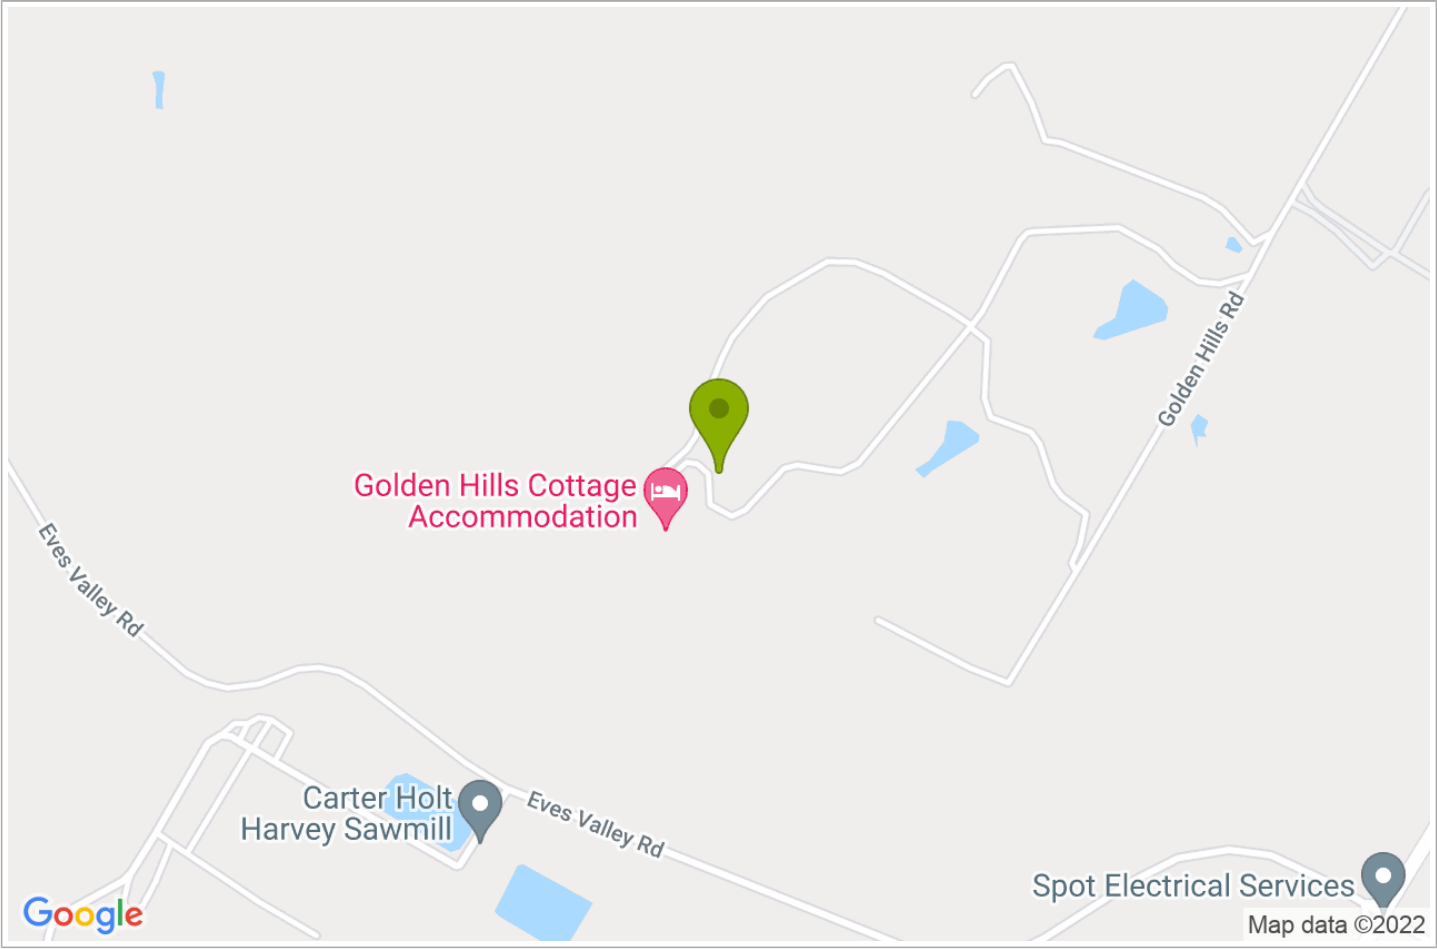 Golden Hills Rd
Golden Hills Cottage
Accommodation
Eves Valley Rd
Carter Holt
Harvey Sawmill
Eves Valley Rd
Spot Electrical Services
Google
Map data ©2022